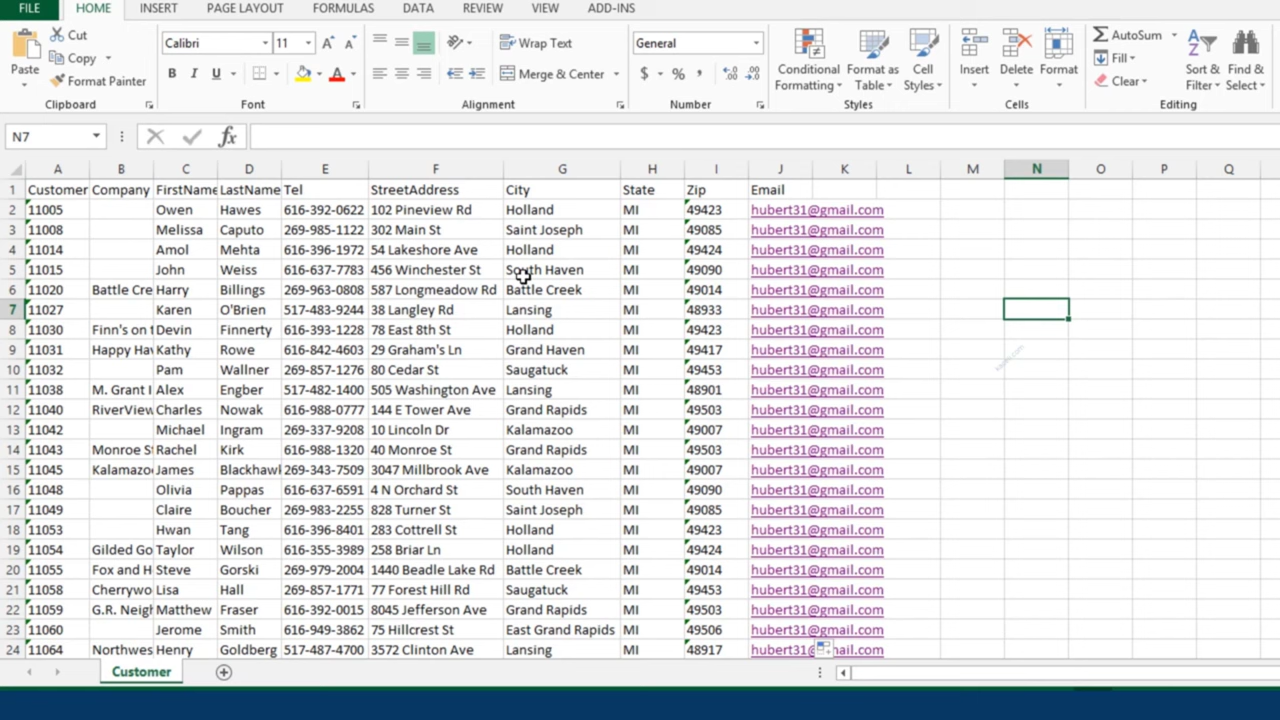 FILE HOME INSERT PAGE LAYOUT FORMULAS DATA REVIEW VIEW ADD-INS
Cut
Copy
Format Painter
Paste
Clipboard
Calibri 11
B I U
Font
Wrap Text
Merge & Center
Alignment
General
$ % ,
Number
Conditional Formatting
Format as Table
Cell Styles
Styles
Insert Delete Format
Cells
AutoSum
Fill
Clear
Sort & Filter
Find & Select
Editing
N7 fx
A B C D E F G H I J K L M N O P Q
1 Customer Company FirstName LastName Tel StreetAddress City State Zip Email
2 11005 Owen Hawes 616-392-0622 102 Pineview Rd Holland MI 49423 hubert31@gmail.com
3 11008 Melissa Caputo 269-985-1122 302 Main St Saint Joseph MI 49085 hubert31@gmail.com
4 11014 Amol Mehta 616-396-1972 54 Lakeshore Ave Holland MI 49424 hubert31@gmail.com
5 11015 John Weiss 616-637-7783 456 Winchester St South Haven MI 49090 hubert31@gmail.com
6 11020 Battle Cre Harry Billings 269-963-0808 587 Longmeadow Rd Battle Creek MI 49014 hubert31@gmail.com
7 11027 Karen O'Brien 517-483-9244 38 Langley Rd Lansing MI 48933 hubert31@gmail.com
8 11030 Finn's on t Devin Finnerty 616-393-1228 78 East 8th St Holland MI 49423 hubert31@gmail.com
9 11031 Happy Hav Kathy Rowe 616-842-4603 29 Graham's Ln Grand Haven MI 49417 hubert31@gmail.com
10 11032 Pam Wallner 269-857-1276 80 Cedar St Saugatuck MI 49453 hubert31@gmail.com
11 11038 M. Grant I Alex Engber 517-482-1400 505 Washington Ave Lansing MI 48901 hubert31@gmail.com
12 11040 RiverView Charles Nowak 616-988-0777 144 E Tower Ave Grand Rapids MI 49503 hubert31@gmail.com
13 11042 Michael Ingram 269-337-9208 10 Lincoln Dr Kalamazoo MI 49007 hubert31@gmail.com
14 11043 Monroe St Rachel Kirk 616-988-1320 40 Monroe St Grand Rapids MI 49503 hubert31@gmail.com
15 11045 Kalamazoo James Blackhawk 269-343-7509 3047 Millbrook Ave Kalamazoo MI 49007 hubert31@gmail.com
16 11048 Olivia Pappas 616-637-6591 4 N Orchard St South Haven MI 49090 hubert31@gmail.com
17 11049 Claire Boucher 269-983-2255 828 Turner St Saint Joseph MI 49085 hubert31@gmail.com
18 11053 Hwan Tang 616-396-8401 283 Cottrell St Holland MI 49423 hubert31@gmail.com
19 11054 Gilded Go Taylor Wilson 616-355-3989 258 Briar Ln Holland MI 49424 hubert31@gmail.com
20 11055 Fox and H Steve Gorski 269-979-2004 1440 Beadle Lake Rd Battle Creek MI 49014 hubert31@gmail.com
21 11058 Cherrywo Lisa Hall 269-857-1771 77 Forest Hill Rd Saugatuck MI 49453 hubert31@gmail.com
22 11059 G.R. Neigh Matthew Fraser 616-392-0015 8045 Jefferson Ave Grand Rapids MI 49503 hubert31@gmail.com
23 11060 Jerome Smith 616-949-3862 75 Hillcrest St East Grand Rapids MI 49506 hubert31@gmail.com
24 11064 Northwes Henry Goldberg 517-487-4700 3572 Clinton Ave Lansing MI 48917 hubert31@ mail.com
Customer